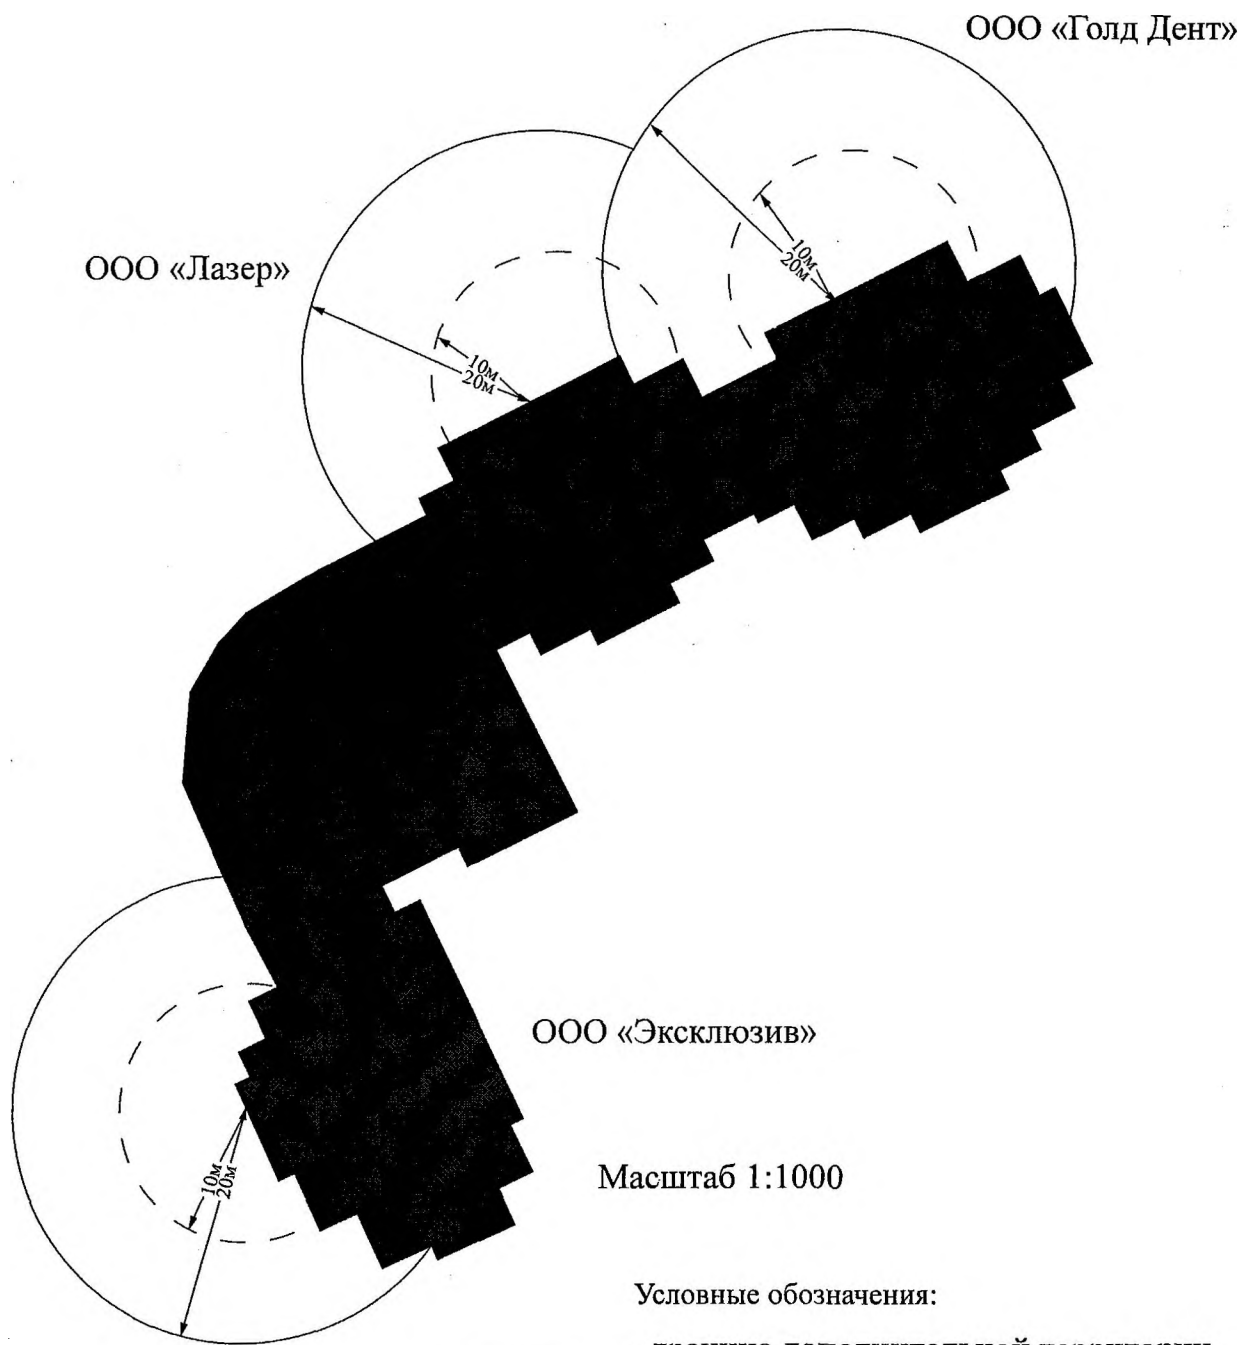 ООО «Голд Дент»
10м
20м
ООО «Лазер»
10м
20м
ООО «Эксклюзив»
10м
20м
Масштаб 1:1000
Условные обозначения: